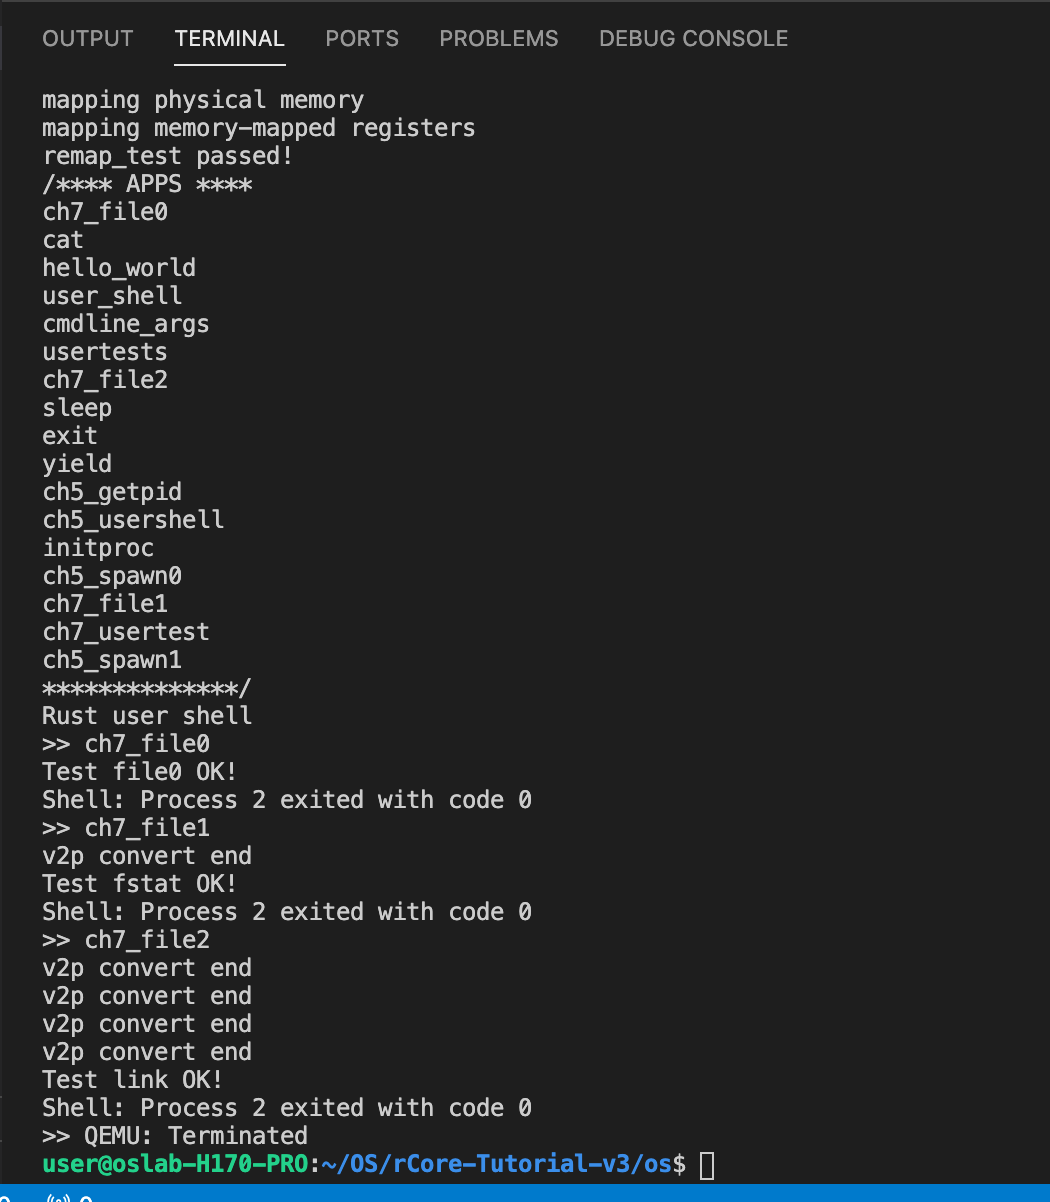 OUTPUT TERMINAL PORTS PROBLEMS DEBUG CONSOLE
mapping physical memory
mapping memory-mapped registers
remap_test passed!
/**** APPS ****
ch7_file0
cat
hello_world
user_shell
cmdline_args
usertests
ch7_file2
sleep
exit
yield
ch5_getpid
ch5_usershell
initproc
ch5_spawn0
ch7_file1
ch7_usertest
ch5_spawn1
**************/
Rust user shell
>> ch7_file0
Test file0 OK!
Shell: Process 2 exited with code 0
>> ch7_file1
v2p convert end
Test fstat OK!
Shell: Process 2 exited with code 0
>> ch7_file2
v2p convert end
v2p convert end
v2p convert end
v2p convert end
Test link OK!
Shell: Process 2 exited with code 0
>> QEMU: Terminated
user@oslab-H170-PRO:~/OS/rCore-Tutorial-v3/os$